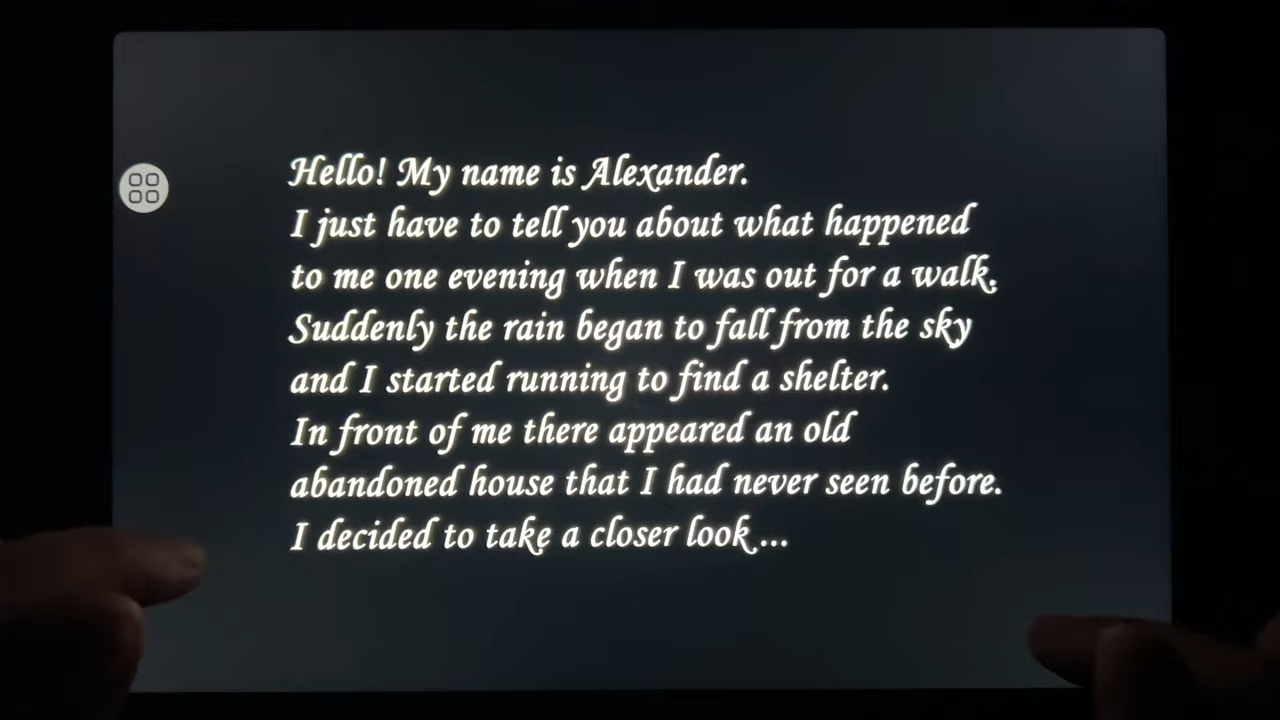 Hello! My name is Alexander.
I just have to tell you about what happened
to me one evening when I was out for a walk.
Suddenly the rain began to fall from the sky
and I started running to find a shelter.
In front of me there appeared an old
abandoned house that I had never seen before.
I decided to take a closer look...